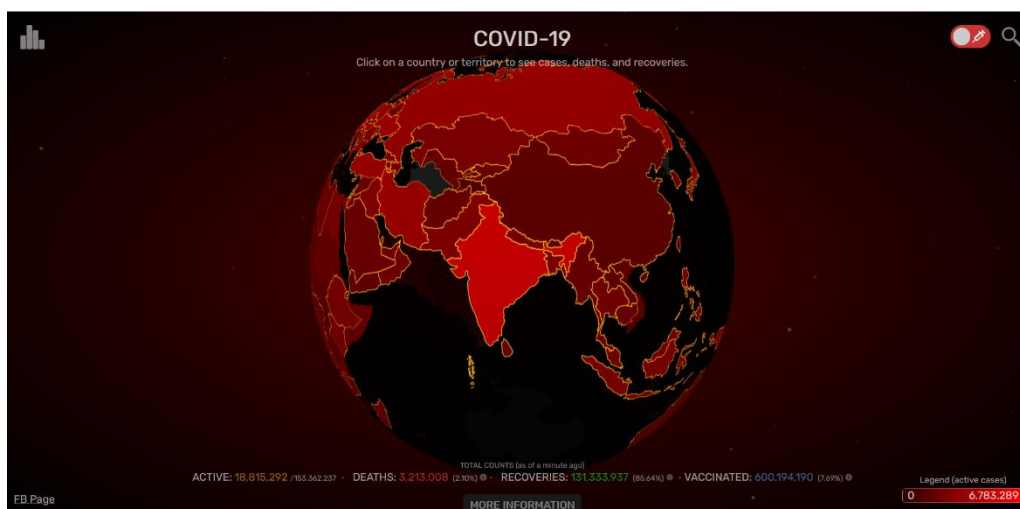 COVID-19
Click on a country or territory to see cases, deaths, and recoveries.
TOTAL COUNTS (as of a minute ago)
ACTIVE: 18,815,292 /153.362.237 - DEATHS: 3,213,008 (2.10%) - RECOVERIES: 131,333,937 (85.64%) - VACCINATED: 600,194,190 (7.69%)
Legend (active cases)
0 6.783.289
FB Page
MORE INFORMATION